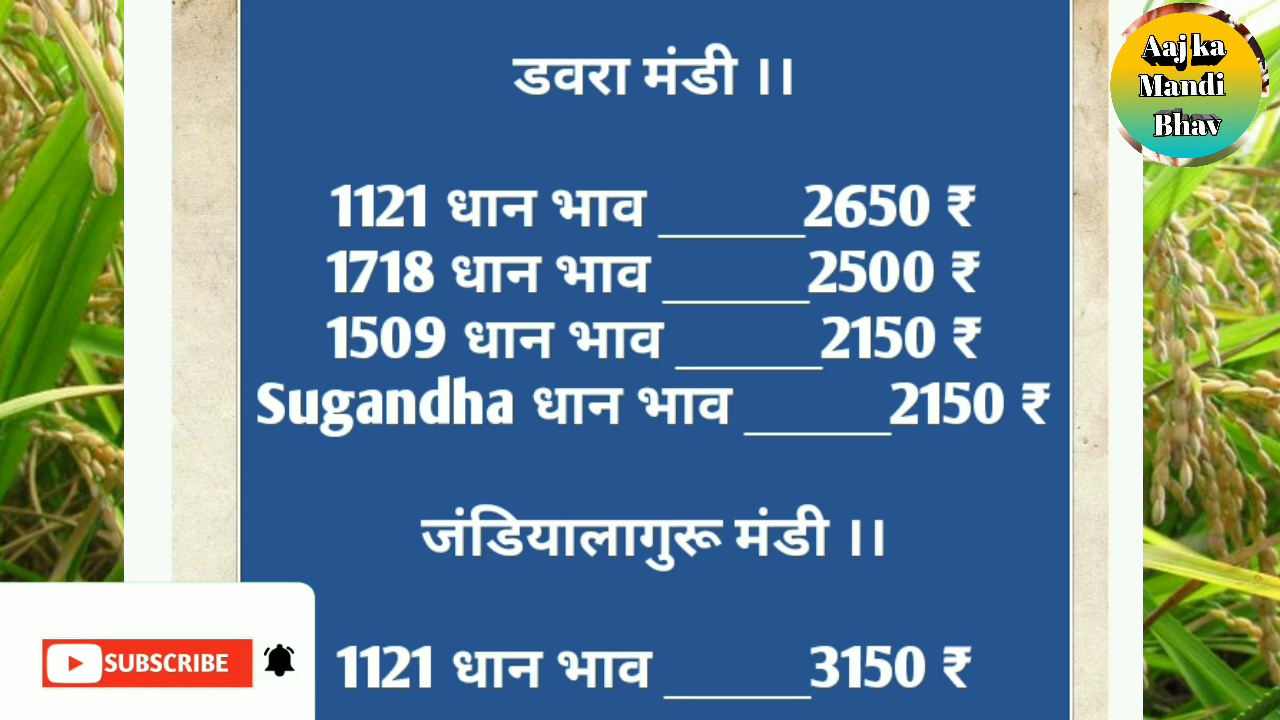 डवरा मंडी ।।
1121 धान भाव ______2650 ₹
1718 धान भाव ______2500 ₹
1509 धान भाव ______2150 ₹
Sugandha धान भाव ______2150 ₹
जंडियालागुरू मंडी ।।
1121 धान भाव ______3150 ₹
Aaj ka
Mandi
Bhav
SUBSCRIBE